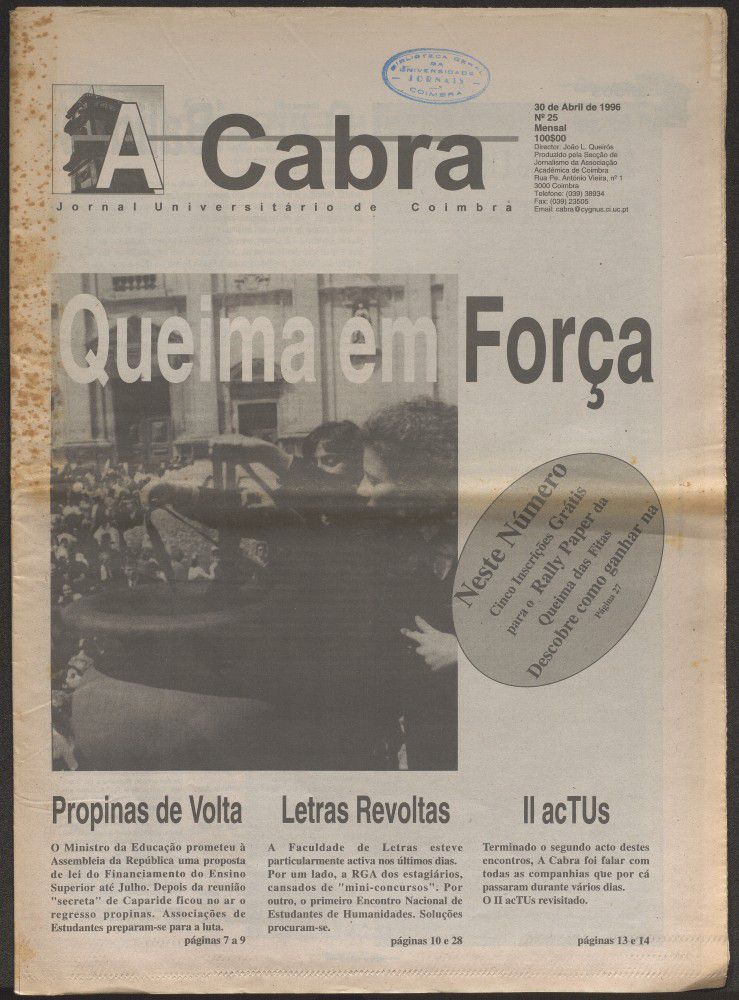 BIBLIOTECA GERAL
DA
UNIVERSIDADE
JORNAIS
COIMBRA
30 de Abril de 1996
Nº 25
Mensal
100$00
Director: João L. Queirós
Produzido pela Secção de
Jornalismo da Associação
Académica de Coimbra
Rua Pe. António Vieira, nº 1
3000 Coimbra
Telefone: (039) 38934
Fax: (039) 23505
Email: cabra@cygnus.ci.uc.pt
A Cabra
Jornal Universitário de Coimbra
Queima em Força
Neste Número
Cinco Inscrições Grátis
para o Rally Paper da
Queima das Fitas
Descobre como ganhar na
Página 27
Propinas de Volta
O Ministro da Educação prometeu à
Assembleia da República uma proposta
de lei do Financiamento do Ensino
Superior até Julho. Depois da reunião
"secreta" de Caparide ficou no ar o
regresso propinas. Associações de
Estudantes preparam-se para a luta.
páginas 7 a 9
Letras Revoltas
A Faculdade de Letras esteve
particularmente activa nos últimos dias.
Por um lado, a RGA dos estagiários,
cansados de "mini-concursos". Por
outro, o primeiro Encontro Nacional de
Estudantes de Humanidades. Soluções
procuram-se.
páginas 10 e 28
II acTUs
Terminado o segundo acto destes
encontros, A Cabra foi falar com
todas as companhias que por cá
passaram durante vários dias.
O II acTUs revisitado.
páginas 13 e 14